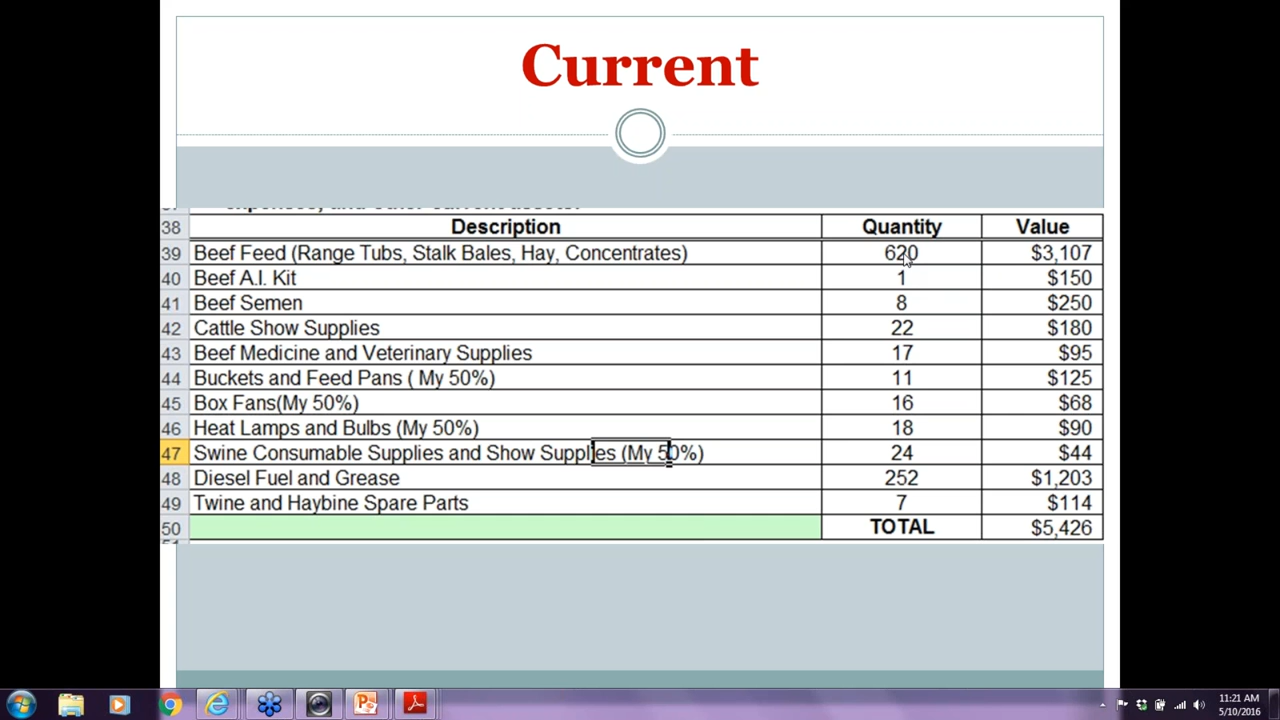 Current
38 Description Quantity Value
39 Beef Feed (Range Tubs, Stalk Bales, Hay, Concentrates) 620 $3,107
40 Beef A.I. Kit 1 $150
41 Beef Semen 8 $250
42 Cattle Show Supplies 22 $180
43 Beef Medicine and Veterinary Supplies 17 $95
44 Buckets and Feed Pans ( My 50%) 11 $125
45 Box Fans(My 50%) 16 $68
46 Heat Lamps and Bulbs (My 50%) 18 $90
47 Swine Consumable Supplies and Show Supplies (My 50%) 24 $44
48 Diesel Fuel and Grease 252 $1,203
49 Twine and Haybine Spare Parts 7 $114
50 TOTAL $5,426
11:21 AM
5/10/2016